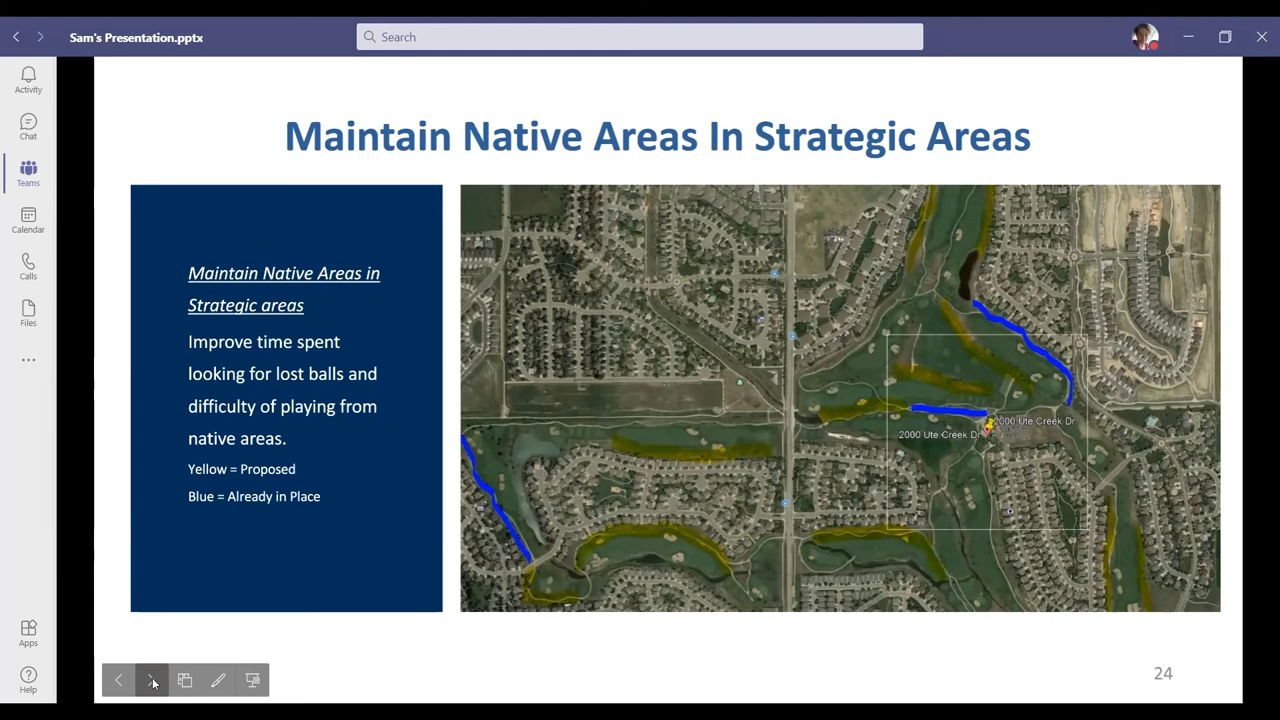 Sam's Presentation.pptx
Search
Activity
Chat
Teams
Calendar
Calls
Files
Apps
Help
Maintain Native Areas In Strategic Areas
Maintain Native Areas in
Strategic areas
Improve time spent
looking for lost balls and
difficulty of playing from
native areas.
Yellow = Proposed
Blue = Already in Place
2000 Ute Creek Dr
2000 Ute Creek Dr
24